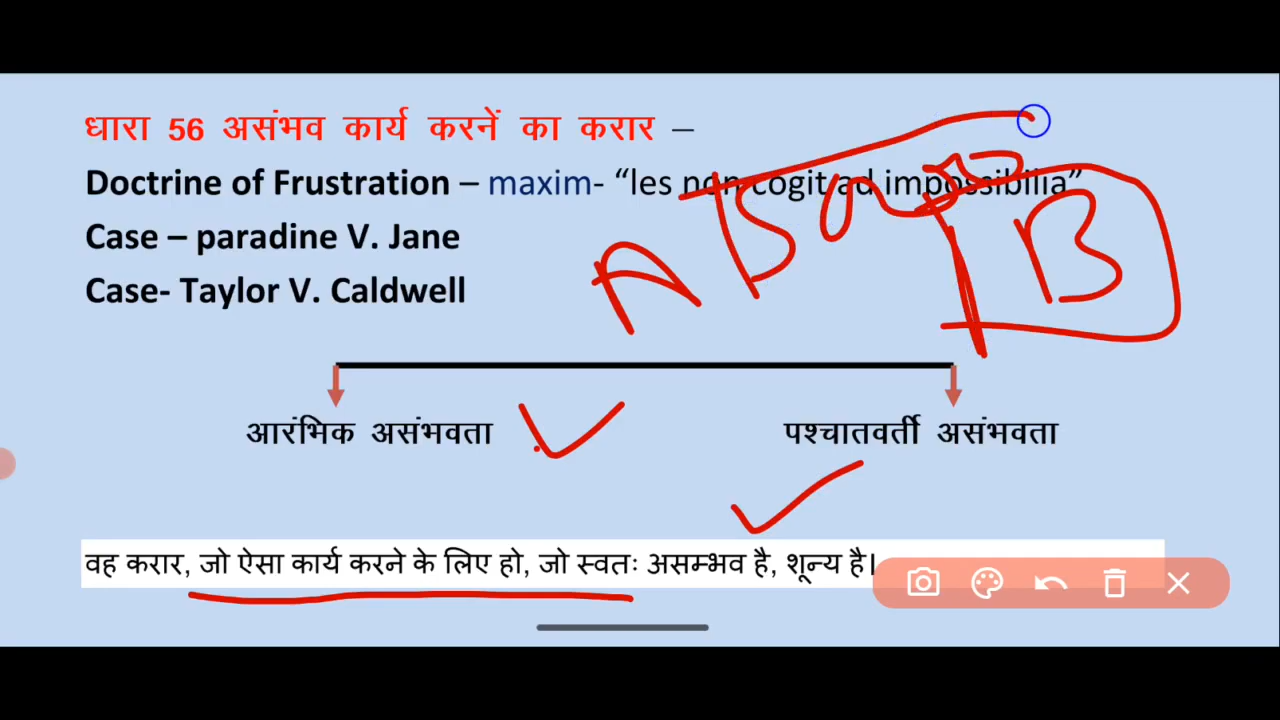 धारा 56 असंभव कार्य करनें का करार –
Doctrine of Frustration – maxim- “les non cogit ad impossibilia”
Case – paradine V. Jane
Case- Taylor V. Caldwell
A B
आरंभिक असंभवता पश्चातवर्ती असंभवता
वह करार, जो ऐसा कार्य करने के लिए हो, जो स्वतः असम्भव है, शून्य है।